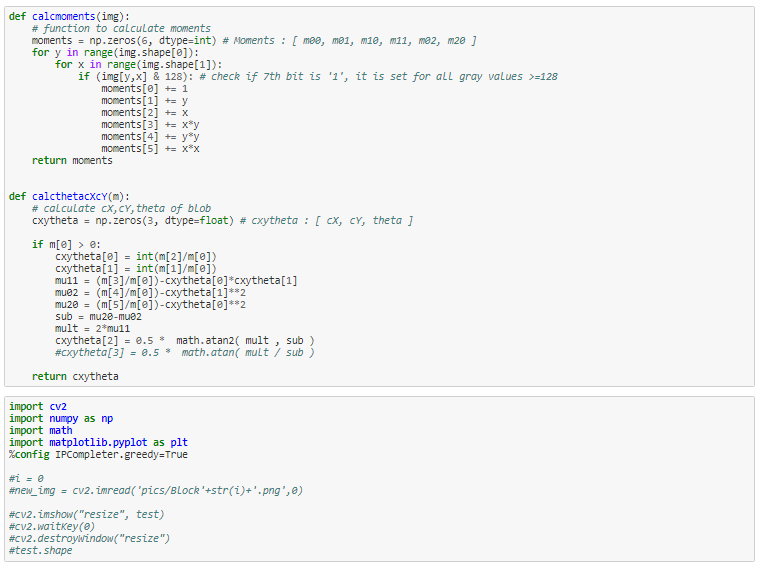 def calcmoments(img):
    # function to calculate moments
    moments = np.zeros(6, dtype=int) # Moments : [ m00, m01, m10, m11, m02, m20 ]
    for y in range(img.shape[0]):
        for x in range(img.shape[1]):
            if (img[y,x] & 128): # check if 7th bit is '1', it is set for all gray values >=128
                moments[0] += 1
                moments[1] += y
                moments[2] += x
                moments[3] += x*y
                moments[4] += y*y
                moments[5] += x*x
    return moments
def calcthetacXcY(m):
    # calculate cX,cY,theta of blob
    cxytheta = np.zeros(3, dtype=float) # cxytheta : [ cX, cY, theta ]
    if m[0] > 0:
        cxytheta[0] = int(m[2]/m[0])
        cxytheta[1] = int(m[1]/m[0])
        mu11 = (m[3]/m[0])-cxytheta[0]*cxytheta[1]
        mu02 = (m[4]/m[0])-cxytheta[1]**2
        mu20 = (m[5]/m[0])-cxytheta[0]**2
        sub = mu20-mu02
        mult = 2*mu11
        cxytheta[2] = 0.5 *  math.atan2( mult , sub )
        #cxytheta[3] = 0.5 *  math.atan( mult / sub )
    return cxytheta
import cv2
import numpy as np
import math
import matplotlib.pyplot as plt
%config IPCompleter.greedy=True
#i = 0
#new_img = cv2.imread('pics/Block'+str(i)+'.png',0)
#cv2.imshow("resize", test)
#cv2.waitKey(0)
#cv2.destroyWindow("resize")
#test.shape